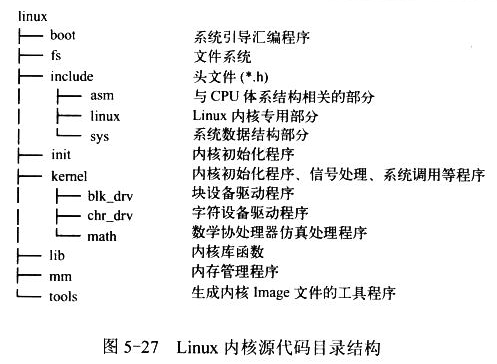 linux
├── boot 系统引导汇编程序
├── fs 文件系统
├── include 头文件 (*.h)
│ ├── asm 与 CPU 体系结构相关的部分
│ ├── linux Linux 内核专用部分
│ └── sys 系统数据结构部分
├── init 内核初始化程序
├── kernel 内核初始化程序、信号处理、系统调用等程序
│ ├── blk_drv 块设备驱动程序
│ ├── chr_drv 字符设备驱动程序
│ └── math 数学协处理器仿真处理程序
├── lib 内核库函数
├── mm 内存管理程序
└── tools 生成内核 Image 文件的工具程序
图 5-27 Linux 内核源代码目录结构